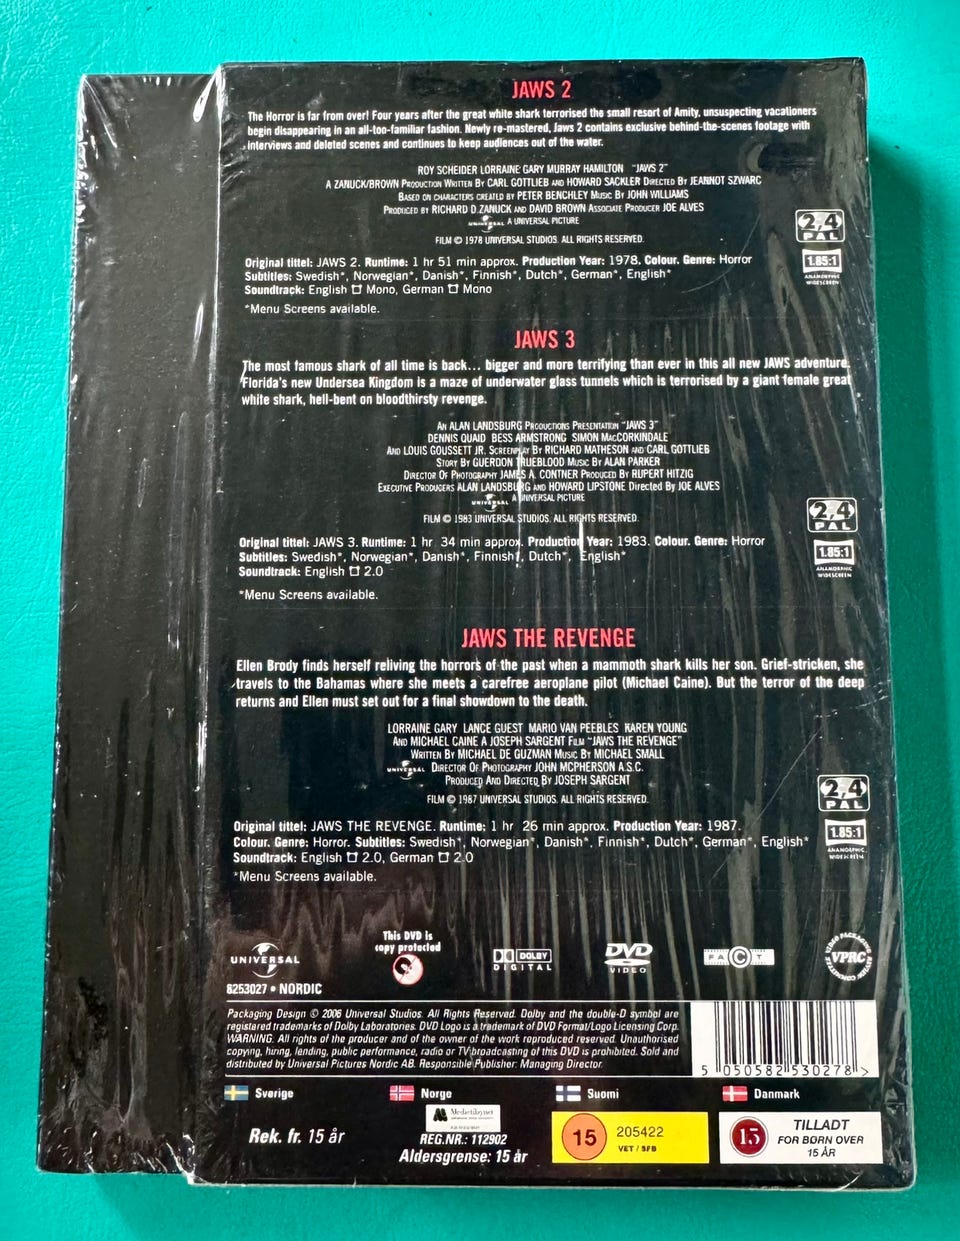 JAWS 2
The Horror is far from over! Four years after the great white shark terrorised the small resort of Amity, unsuspecting vacationers
begin disappearing in an all-too-familiar fashion. Newly re-mastered, Jaws 2 contains exclusive behind-the-scenes footage with
interviews and deleted scenes and continues to keep audiences out of the water.
ROY SCHEIDER LORRAINE GARY MURRAY HAMILTON "JAWS 2"
A ZANUCK/BROWN PRODUCTION WRITTEN BY CARL GOTTLIEB AND HOWARD SACKLER DIRECTED BY JEANNOT SZWARC
BASED ON CHARACTERS CREATED BY PETER BENCHLEY MUSIC BY JOHN WILLIAMS
PRODUCED BY RICHARD D.ZANUCK AND DAVID BROWN ASSOCIATE PRODUCER JOE ALVES
UNIVERSAL A UNIVERSAL PICTURE
FILM © 1978 UNIVERSAL STUDIOS. ALL RIGHTS RESERVED.
2,4
PAL
1.85:1
ANAMORPHIC
WIDESCREEN
Original tittel: JAWS 2. Runtime: 1 hr 51 min approx. Production Year: 1978. Colour. Genre: Horror
Subtitles: Swedish*, Norwegian*, Danish*, Finnish*, Dutch*, German*, English*
Soundtrack: English Mono, German Mono
*Menu Screens available.
JAWS 3
The most famous shark of all time is back... bigger and more terrifying than ever in this all new JAWS adventure.
Florida's new Undersea Kingdom is a maze of underwater glass tunnels which is terrorised by a giant female great
white shark, hell-bent on bloodthirsty revenge.
AN ALAN LANDSBURG PRODUCTIONS PRESENTATION "JAWS 3"
DENNIS QUAID BESS ARMSTRONG SIMON MACCORKINDALE
AND LOUIS GOUSSETT JR. SCREENPLAY BY RICHARD MATHESON AND CARL GOTTLIEB
STORY BY GUERDON TRUEBLOOD MUSIC BY ALAN PARKER
DIRECTOR OF PHOTOGRAPHY JAMES A. CONTNER PRODUCED BY RUPERT HITZIG
EXECUTIVE PRODUCERS ALAN LANDSBURG AND HOWARD LIPSTONE DIRECTED BY JOE ALVES
UNIVERSAL A UNIVERSAL PICTURE
FILM © 1983 UNIVERSAL STUDIOS. ALL RIGHTS RESERVED.
2,4
PAL
1.85:1
ANAMORPHIC
WIDESCREEN
Original tittel: JAWS 3. Runtime: 1 hr 34 min approx. Production Year: 1983. Colour. Genre: Horror
Subtitles: Swedish*, Norwegian*, Danish*, Finnish*, Dutch*, English*
Soundtrack: English 2.0
*Menu Screens available.
JAWS THE REVENGE
Ellen Brody finds herself reliving the horrors of the past when a mammoth shark kills her son. Grief-stricken, she
travels to the Bahamas where she meets a carefree aeroplane pilot (Michael Caine). But the terror of the deep
returns and Ellen must set out for a final showdown to the death.
LORRAINE GARY LANCE GUEST MARIO VAN PEEBLES KAREN YOUNG
AND MICHAEL CAINE A JOSEPH SARGENT FILM "JAWS THE REVENGE"
WRITTEN BY MICHAEL DE GUZMAN MUSIC BY MICHAEL SMALL
UNIVERSAL DIRECTOR OF PHOTOGRAPHY JOHN MCPHERSON A.S.C.
PRODUCED AND DIRECTED BY JOSEPH SARGENT
FILM © 1987 UNIVERSAL STUDIOS. ALL RIGHTS RESERVED.
2,4
PAL
1.85:1
ANAMORPHIC
WIDESCREEN
Original tittel: JAWS THE REVENGE. Runtime: 1 hr 26 min approx. Production Year: 1987.
Colour. Genre: Horror. Subtitles: Swedish*, Norwegian*, Danish*, Finnish*, Dutch*, German*, English*
Soundtrack: English 2.0, German 2.0
*Menu Screens available.
UNIVERSAL
This DVD is
copy protected
DOLBY
DIGITAL
DVD
VIDEO
FACT
VIDEO PACKAGING REVIEW COMMITTEE
VPRC
8253027 • NORDIC
Packaging Design © 2006 Universal Studios. All Rights Reserved. Dolby and the double-D symbol are
registered trademarks of Dolby Laboratories. DVD Logo is a trademark of DVD Format/Logo Licensing Corp.
WARNING. All rights of the producer and of the owner of the work reproduced reserved. Unauthorised
copying, hiring, lending, public performance, radio or TV broadcasting of this DVD is prohibited. Sold and
distributed by Universal Pictures Nordic AB. Responsible Publisher: Managing Director.
5 050582 530278 >
Sverige
Norge
Suomi
Danmark
Rek. fr. 15 år
Medietilsynet
REG.NR.: 112902
Aldersgrense: 15 år
15
205422
VET / SFB
15
TILLADT
FOR BØRN OVER
15 ÅR